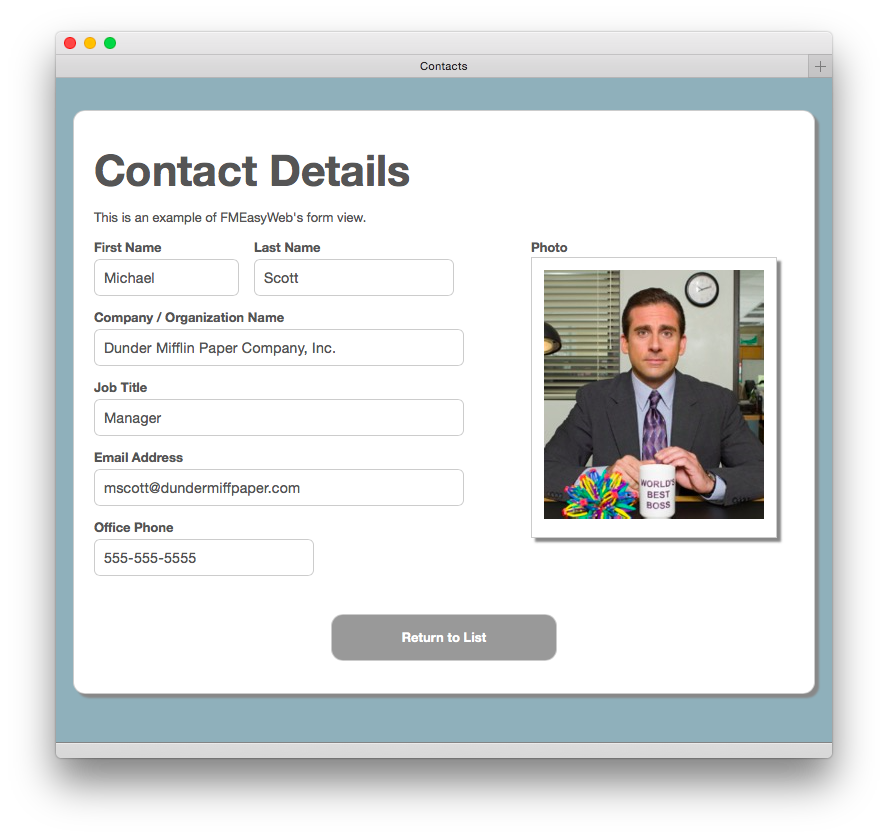 Contacts
Contact Details
This is an example of FMEasyWeb's form view.
First Name
Last Name
Photo
Michael
Scott
Company / Organization Name
Dunder Mifflin Paper Company, Inc.
Job Title
Manager
Email Address
mscott@dundermiffpaper.com
WORLD'S
BEST
BOSS
Office Phone
555-555-5555
Return to List